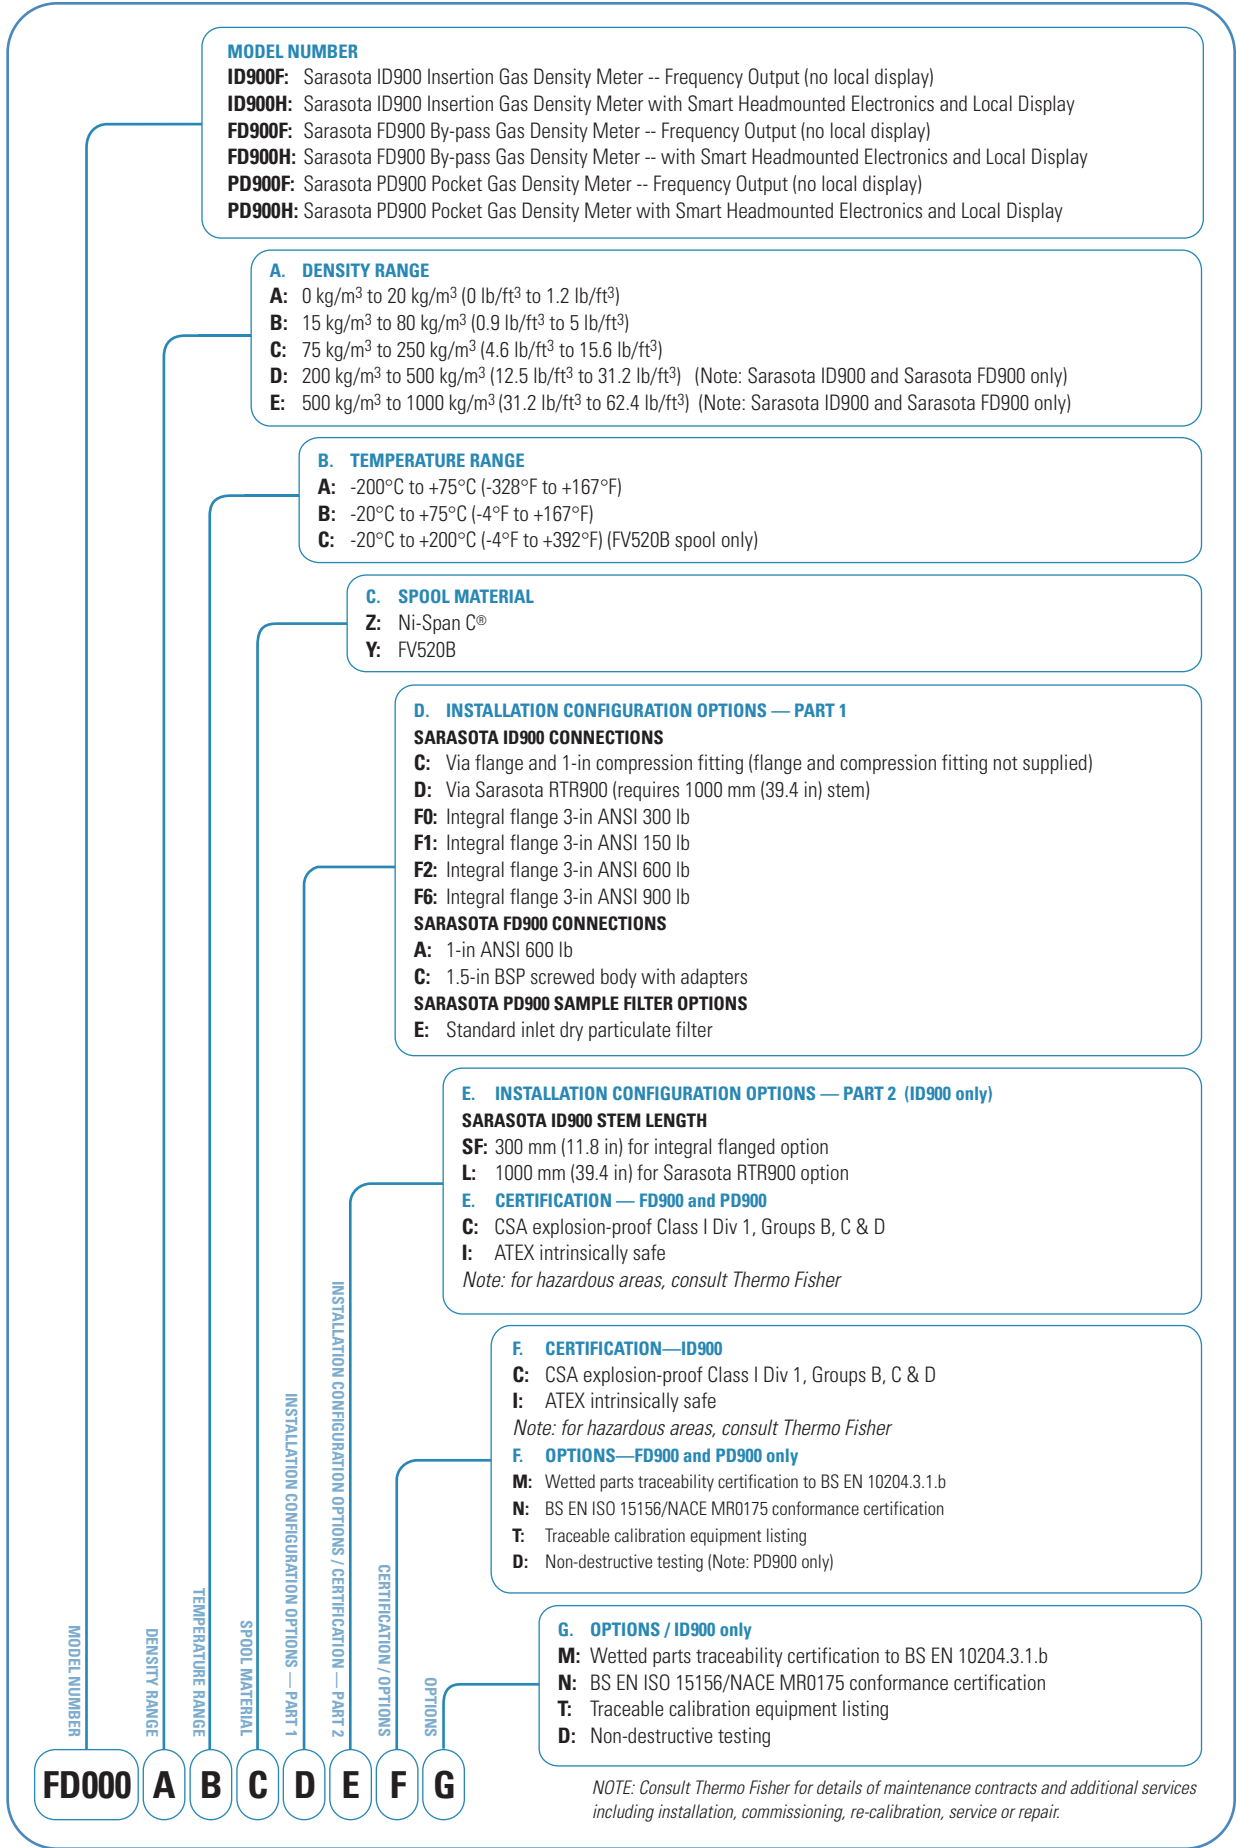 MODEL NUMBER
ID900F: Sarasota ID900 Insertion Gas Density Meter -- Frequency Output (no local display)
ID900H: Sarasota ID900 Insertion Gas Density Meter with Smart Headmounted Electronics and Local Display
FD900F: Sarasota FD900 By-pass Gas Density Meter -- Frequency Output (no local display)
FD900H: Sarasota FD900 By-pass Gas Density Meter -- with Smart Headmounted Electronics and Local Display
PD900F: Sarasota PD900 Pocket Gas Density Meter -- Frequency Output (no local display)
PD900H: Sarasota PD900 Pocket Gas Density Meter with Smart Headmounted Electronics and Local Display
A. DENSITY RANGE
A: 0 kg/m³ to 20 kg/m³ (0 lb/ft³ to 1.2 lb/ft³)
B: 15 kg/m³ to 80 kg/m³ (0.9 lb/ft³ to 5 lb/ft³)
C: 75 kg/m³ to 250 kg/m³ (4.6 lb/ft³ to 15.6 lb/ft³)
D: 200 kg/m³ to 500 kg/m³ (12.5 lb/ft³ to 31.2 lb/ft³) (Note: Sarasota ID900 and Sarasota FD900 only)
E: 500 kg/m³ to 1000 kg/m³ (31.2 lb/ft³ to 62.4 lb/ft³) (Note: Sarasota ID900 and Sarasota FD900 only)
B. TEMPERATURE RANGE
A: -200°C to +75°C (-328°F to +167°F)
B: -20°C to +75°C (-4°F to +167°F)
C: -20°C to +200°C (-4°F to +392°F) (FV520B spool only)
C. SPOOL MATERIAL
Z: Ni-Span C®
Y: FV520B
D. INSTALLATION CONFIGURATION OPTIONS — PART 1
SARASOTA ID900 CONNECTIONS
C: Via flange and 1-in compression fitting (flange and compression fitting not supplied)
D: Via Sarasota RTR900 (requires 1000 mm (39.4 in) stem)
F0: Integral flange 3-in ANSI 300 lb
F1: Integral flange 3-in ANSI 150 lb
F2: Integral flange 3-in ANSI 600 lb
F6: Integral flange 3-in ANSI 900 lb
SARASOTA FD900 CONNECTIONS
A: 1-in ANSI 600 lb
C: 1.5-in BSP screwed body with adapters
SARASOTA PD900 SAMPLE FILTER OPTIONS
E: Standard inlet dry particulate filter
E. INSTALLATION CONFIGURATION OPTIONS — PART 2 (ID900 only)
SARASOTA ID900 STEM LENGTH
SF: 300 mm (11.8 in) for integral flanged option
L: 1000 mm (39.4 in) for Sarasota RTR900 option
E. CERTIFICATION — FD900 and PD900
C: CSA explosion-proof Class I Div 1, Groups B, C & D
I: ATEX intrinsically safe
Note: for hazardous areas, consult Thermo Fisher
F. CERTIFICATION—ID900
C: CSA explosion-proof Class I Div 1, Groups B, C & D
I: ATEX intrinsically safe
Note: for hazardous areas, consult Thermo Fisher
F. OPTIONS—FD900 and PD900 only
M: Wetted parts traceability certification to BS EN 10204.3.1.b
N: BS EN ISO 15156/NACE MR0175 conformance certification
T: Traceable calibration equipment listing
D: Non-destructive testing (Note: PD900 only)
G. OPTIONS / ID900 only
M: Wetted parts traceability certification to BS EN 10204.3.1.b
N: BS EN ISO 15156/NACE MR0175 conformance certification
T: Traceable calibration equipment listing
D: Non-destructive testing
MODEL NUMBER
DENSITY RANGE
TEMPERATURE RANGE
SPOOL MATERIAL
INSTALLATION CONFIGURATION OPTIONS — PART 1
INSTALLATION CONFIGURATION OPTIONS / CERTIFICATION — PART 2
CERTIFICATION / OPTIONS
OPTIONS
FD000 A B C D E F G
NOTE: Consult Thermo Fisher for details of maintenance contracts and additional services
including installation, commissioning, re-calibration, service or repair.